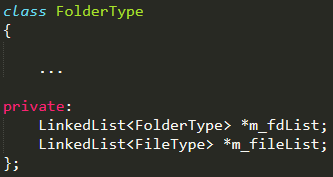 class FolderType
{
    ...
private:
    LinkedList<FolderType> *m_fdList;
    LinkedList<FileType> *m_fileList;
};